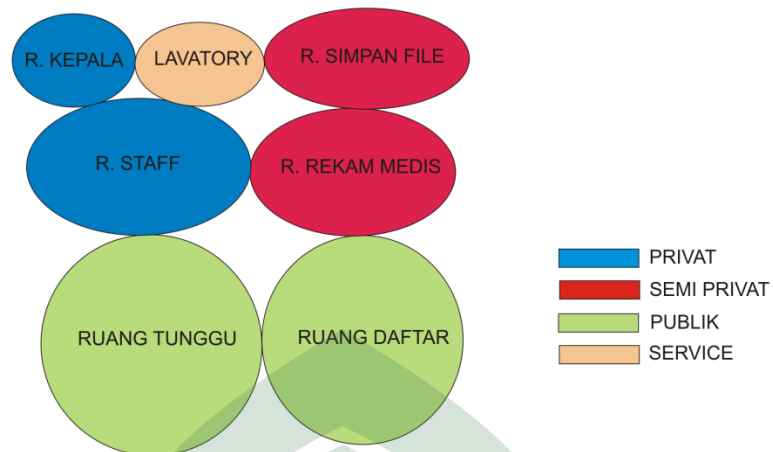 R. KEPALA
LAVATORY
R. SIMPAN FILE
R. STAFF
R. REKAM MEDIS
RUANG TUNGGU
RUANG DAFTAR
PRIVAT
SEMI PRIVAT
PUBLIK
SERVICE